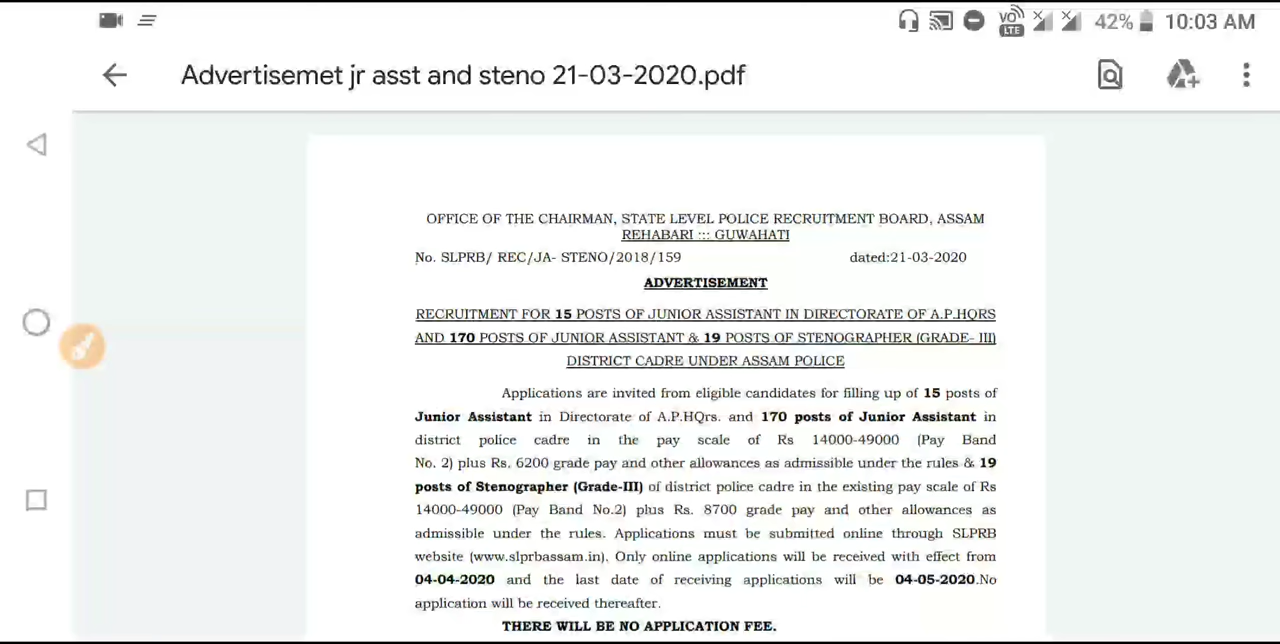 VO LTE 42% 10:03 AM
Advertisemet jr asst and steno 21-03-2020.pdf
OFFICE OF THE CHAIRMAN, STATE LEVEL POLICE RECRUITMENT BOARD, ASSAM
REHABARI ::: GUWAHATI
No. SLPRB/ REC/JA- STENO/2018/159 dated:21-03-2020
ADVERTISEMENT
RECRUITMENT FOR 15 POSTS OF JUNIOR ASSISTANT IN DIRECTORATE OF A.P.HQRS
AND 170 POSTS OF JUNIOR ASSISTANT & 19 POSTS OF STENOGRAPHER (GRADE- III)
DISTRICT CADRE UNDER ASSAM POLICE
Applications are invited from eligible candidates for filling up of 15 posts of
Junior Assistant in Directorate of A.P.HQrs. and 170 posts of Junior Assistant in
district police cadre in the pay scale of Rs 14000-49000 (Pay Band
No. 2) plus Rs. 6200 grade pay and other allowances as admissible under the rules & 19
posts of Stenographer (Grade-III) of district police cadre in the existing pay scale of Rs
14000-49000 (Pay Band No.2) plus Rs. 8700 grade pay and other allowances as
admissible under the rules. Applications must be submitted online through SLPRB
website (www.slprbassam.in). Only online applications will be received with effect from
04-04-2020 and the last date of receiving applications will be 04-05-2020.No
application will be received thereafter.
THERE WILL BE NO APPLICATION FEE.